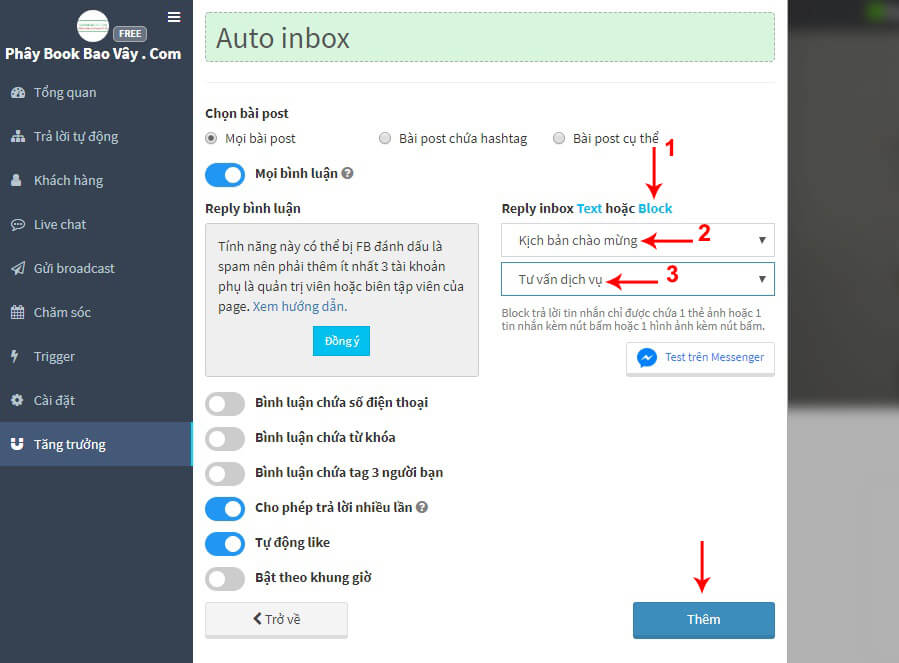 FREE
Phây Book Bao Vây . Com
Tổng quan
Trả lời tự động
Khách hàng
Live chat
Gửi broadcast
Chăm sóc
Trigger
Cài đặt
Tăng trưởng
Auto inbox
Chọn bài post
Mọi bài post
Bài post chứa hashtag
Bài post cụ thể
1
Mọi bình luận ?
Reply bình luận
Tính năng này có thể bị FB đánh dấu là
spam nên phải thêm ít nhất 3 tài khoản
phụ là quản trị viên hoặc biên tập viên của
page. Xem hướng dẫn.
Đồng ý
Reply inbox Text hoặc Block
Kịch bản chào mừng
2
Tư vấn dịch vụ
3
Block trả lời tin nhắn chỉ được chứa 1 thẻ ảnh hoặc 1
tin nhắn kèm nút bấm hoặc 1 hình ảnh kèm nút bấm.
Test trên Messenger
Bình luận chứa số điện thoại
Bình luận chứa từ khóa
Bình luận chứa tag 3 người bạn
Cho phép trả lời nhiều lần ?
Tự động like
Bật theo khung giờ
Trở về
Thêm